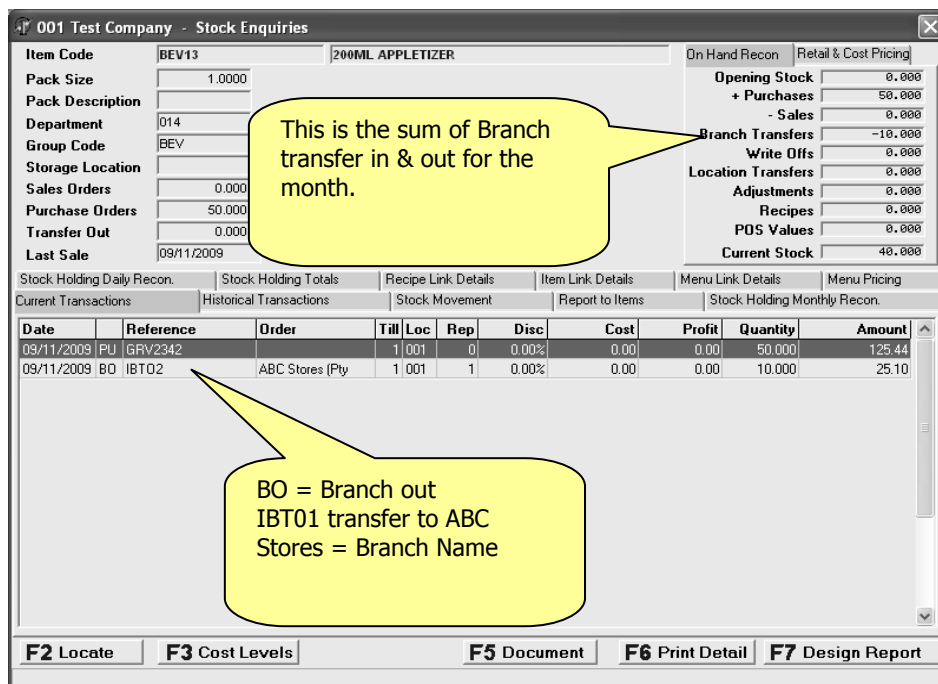 001 Test Company - Stock Enquiries
Item Code BEV13 200ML APPLETIZER
Pack Size 1.0000
Pack Description
Department 014
Group Code BEV
Storage Location
Sales Orders 0.000
Purchase Orders 50.000
Transfer Out 0.000
Last Sale 09/11/2009
This is the sum of Branch
transfer in & out for the
month.
On Hand Recon Retail & Cost Pricing
Opening Stock 0.000
+ Purchases 50.000
- Sales 0.000
Branch Transfers -10.000
Write Offs 0.000
Location Transfers 0.000
Adjustments 0.000
Recipes 0.000
POS Values 0.000
Current Stock 40.000
Stock Holding Daily Recon. Stock Holding Totals Recipe Link Details Item Link Details Menu Link Details Menu Pricing
Current Transactions Historical Transactions Stock Movement Report to Items Stock Holding Monthly Recon.
Date Reference Order Till Loc Rep Disc Cost Profit Quantity Amount
09/11/2009 PU GRV2342 1 001 0 0.00% 0.00 0.00 50.000 125.44
09/11/2009 BO IBT02 ABC Stores (Pty 1 001 1 0.00% 0.00 0.00 10.000 25.10
BO = Branch out
IBT01 transfer to ABC
Stores = Branch Name
F2 Locate F3 Cost Levels F5 Document F6 Print Detail F7 Design Report